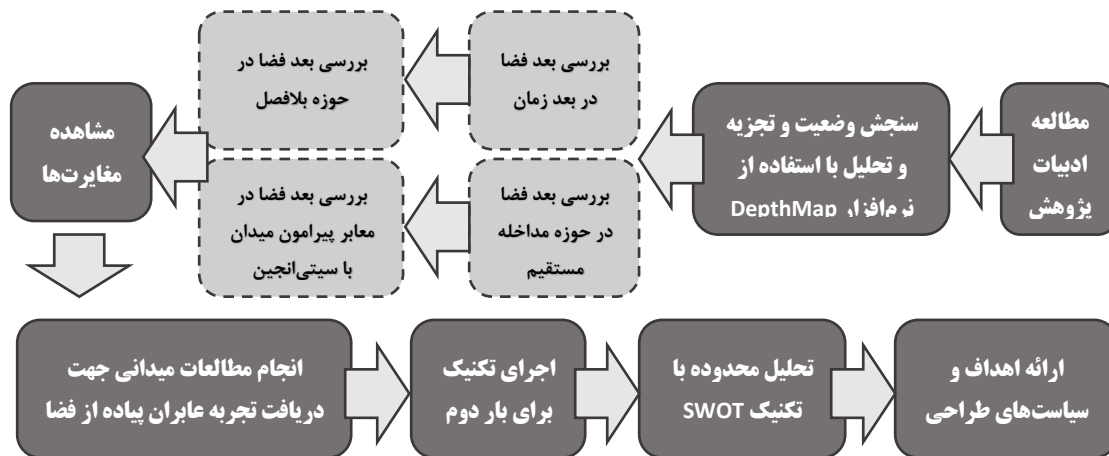 مطالعه
ادبیات
پژوهش
سنجش وضعیت و تجزیه
و تحلیل با استفاده از
نرم‌افزار DepthMap
بررسی بعد فضا
در بعد زمان
بررسی بعد فضا در
حوزه بلافصل
بررسی بعد فضا
در حوزه مداخله
مستقیم
بررسی بعد فضا در
معابر پیرامون میدان
با سیتی‌انجین
مشاهده
مغایرت‌ها
انجام مطالعات میدانی جهت
دریافت تجربه عابران پیاده از فضا
اجرای تکنیک
برای بار دوم
تحلیل محدوده با
تکنیک SWOT
ارائه اهداف و
سیاست‌های طراحی